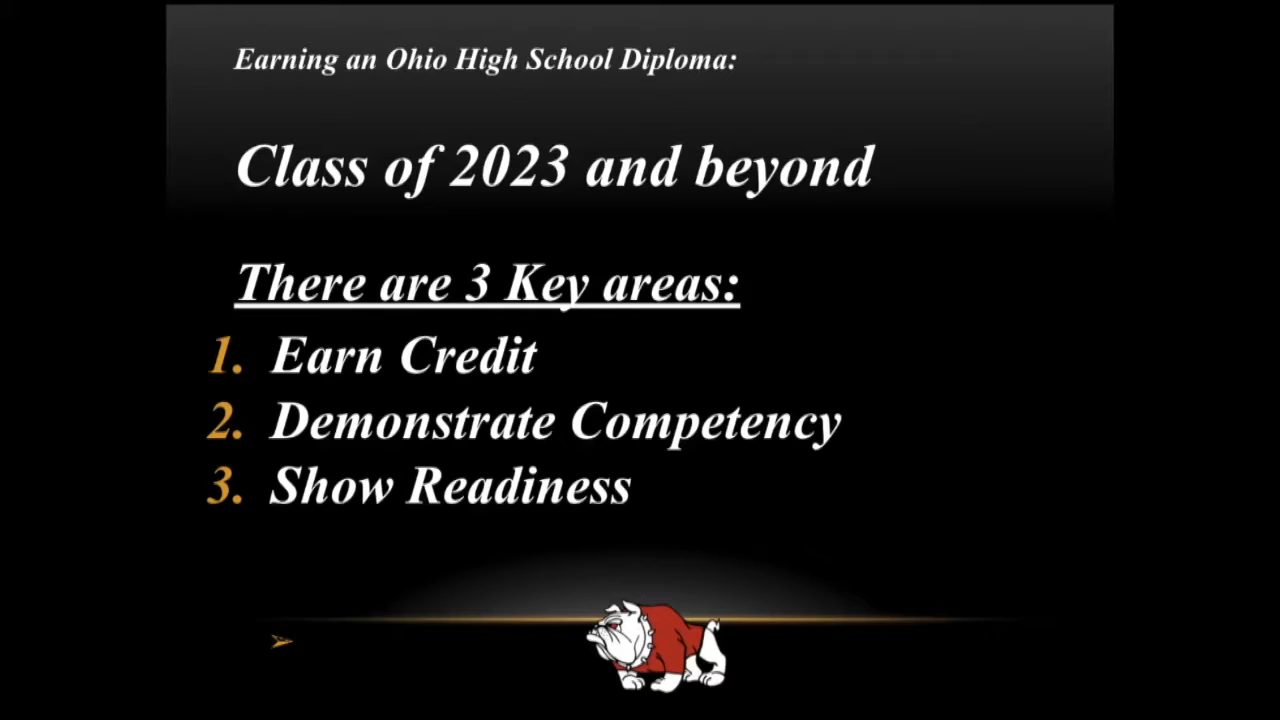 Earning an Ohio High School Diploma:
Class of 2023 and beyond
There are 3 Key areas:
1. Earn Credit
2. Demonstrate Competency
3. Show Readiness